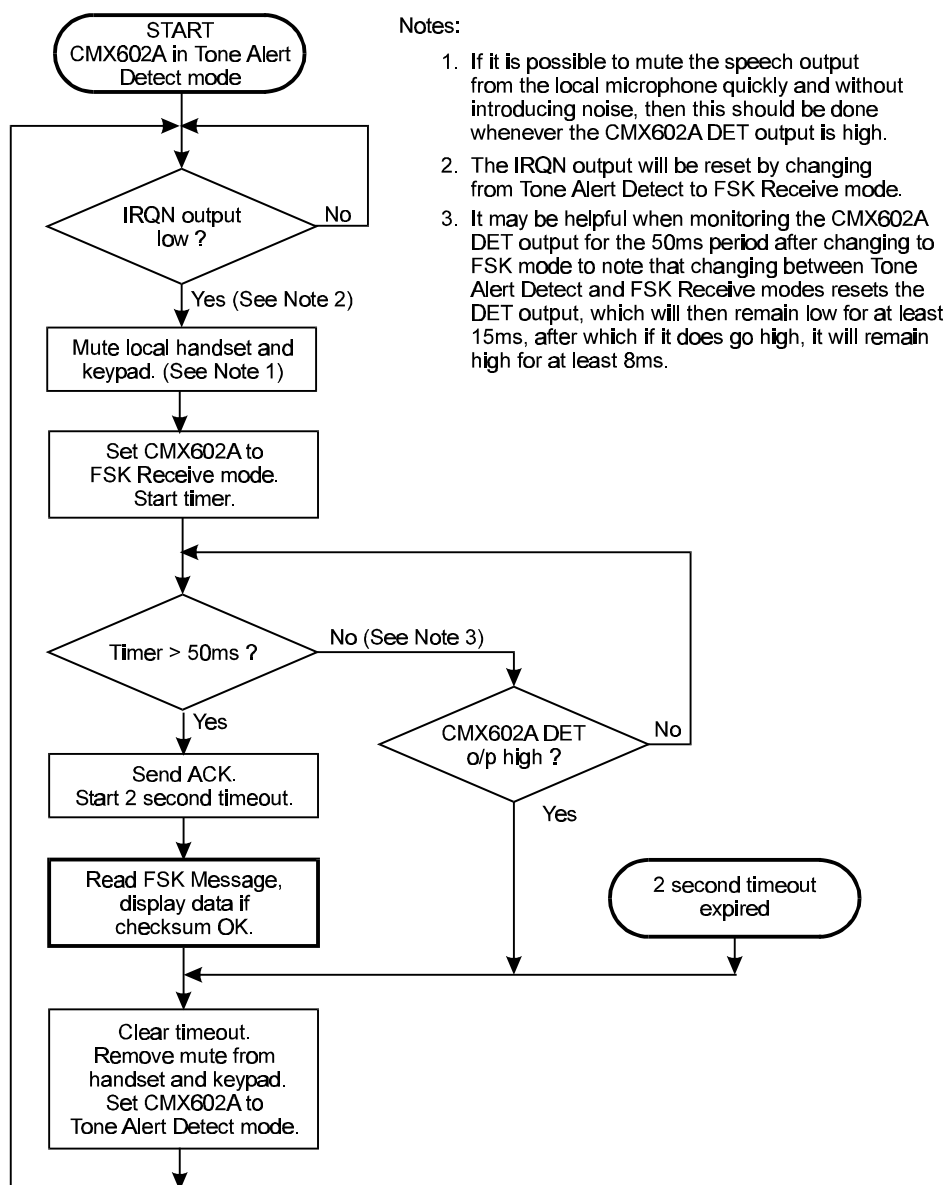 START
CMX602A in Tone Alert
Detect mode
IRQN output
low ?
No
Yes (See Note 2)
Mute local handset and
keypad. (See Note 1)
Set CMX602A to
FSK Receive mode.
Start timer.
Timer > 50ms ?
No (See Note 3)
Yes
CMX602A DET
o/p high ?
No
Yes
Send ACK.
Start 2 second timeout.
Read FSK Message,
display data if
checksum OK.
2 second timeout
expired
Clear timeout.
Remove mute from
handset and keypad.
Set CMX602A to
Tone Alert Detect mode.
Notes:
1. If it is possible to mute the speech output
from the local microphone quickly and without
introducing noise, then this should be done
whenever the CMX602A DET output is high.
2. The IRQN output will be reset by changing
from Tone Alert Detect to FSK Receive mode.
3. It may be helpful when monitoring the CMX602A
DET output for the 50ms period after changing to
FSK mode to note that changing between Tone
Alert Detect and FSK Receive modes resets the
DET output, which will then remain low for at least
15ms, after which if it does go high, it will remain
high for at least 8ms.